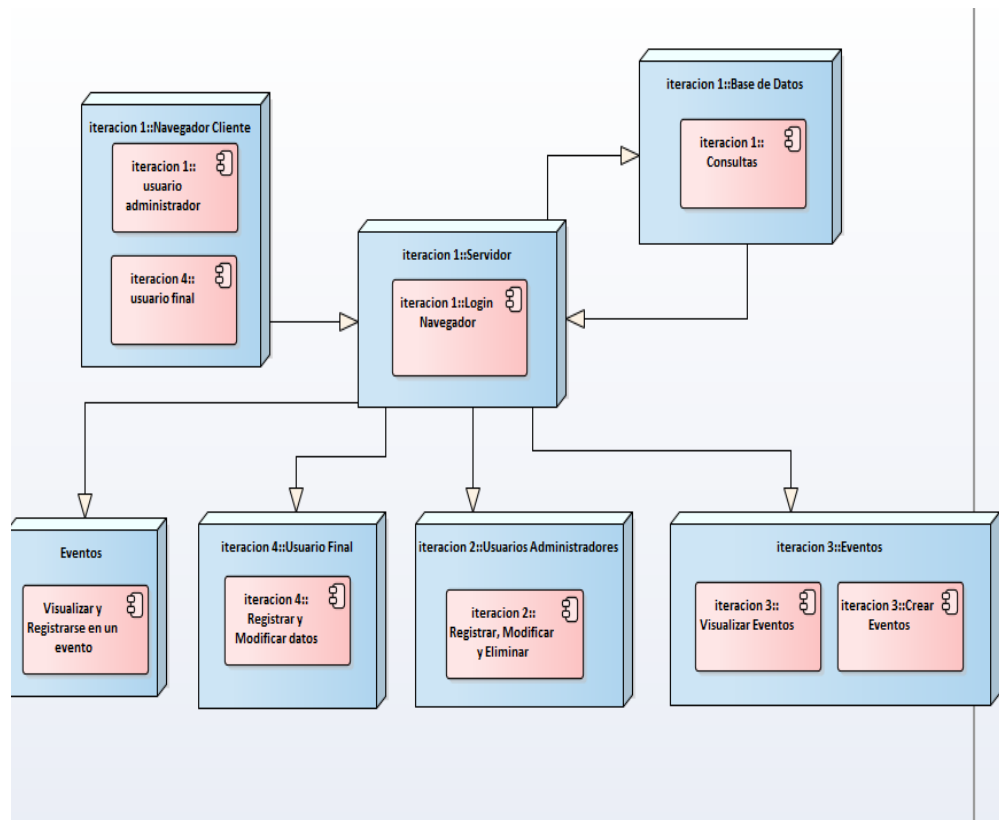 iteracion 1::Base de Datos
iteracion 1::
Consultas
iteracion 1::Navegador Cliente
iteracion 1::
usuario
administrador
iteracion 4::
usuario final
iteracion 1::Servidor
iteracion 1::Login
Navegador
Eventos
Visualizar y
Registrarse en un
evento
iteracion 4::Usuario Final
iteracion 4::
Registrar y
Modificar datos
iteracion 2::Usuarios Administradores
iteracion 2::
Registrar, Modificar
y Eliminar
iteracion 3::Eventos
iteracion 3::
Visualizar Eventos
iteracion 3::Crear
Eventos